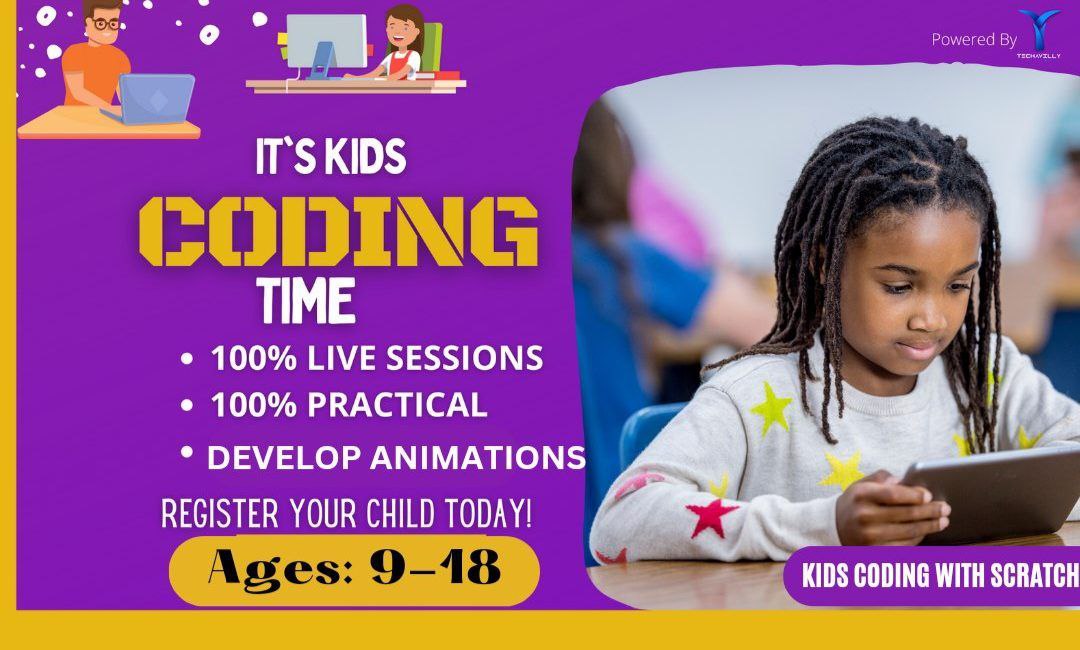 Powered By
TECHAVILLY
IT`S KIDS
CODING
TIME
• 100% LIVE SESSIONS
• 100% PRACTICAL
• DEVELOP ANIMATIONS
REGISTER YOUR CHILD TODAY!
Ages: 9-18
KIDS CODING WITH SCRATCH